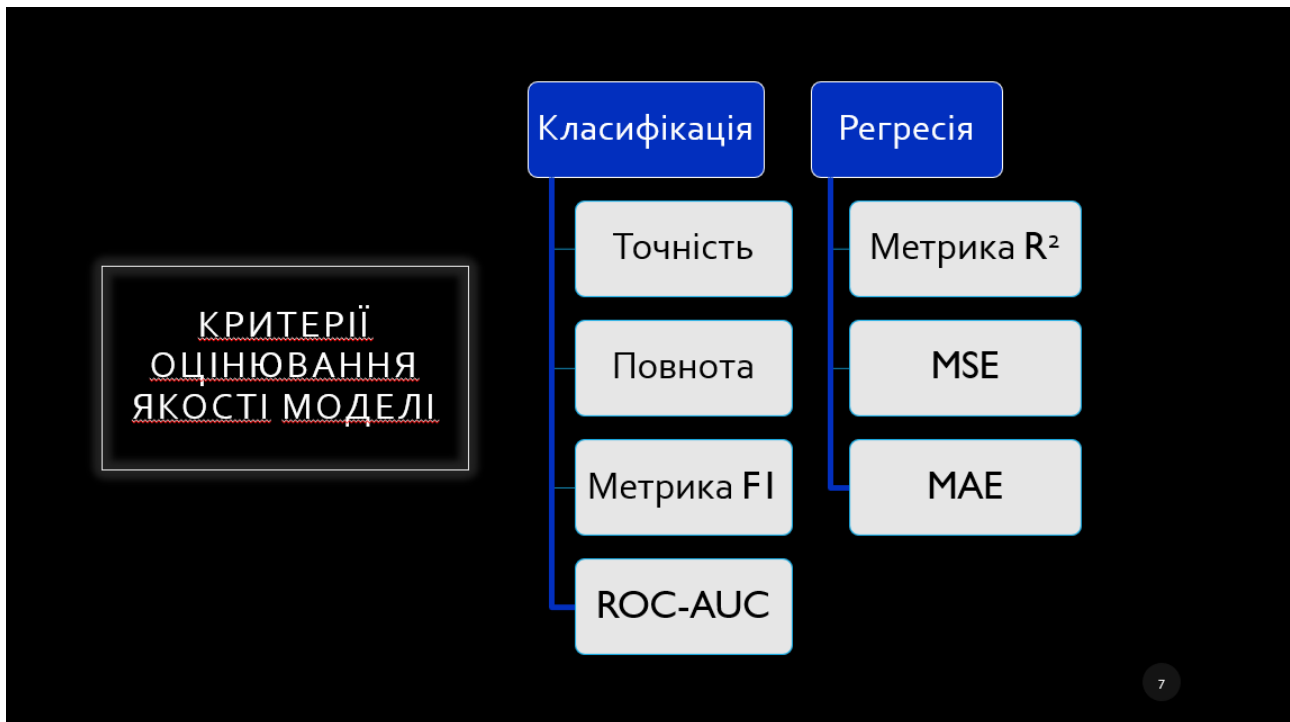 КРИТЕРІЇ
ОЦІНЮВАННЯ
ЯКОСТІ МОДЕЛІ
Класифікація
Точність
Повнота
Метрика F1
ROC-AUC
Регресія
Метрика R²
MSE
MAE
7